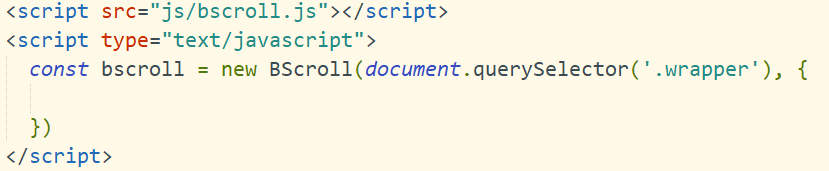 <script src="js/bscroll.js"></script>
<script type="text/javascript">
const bscroll = new BScroll(document.querySelector('.wrapper'), {
})
</script>